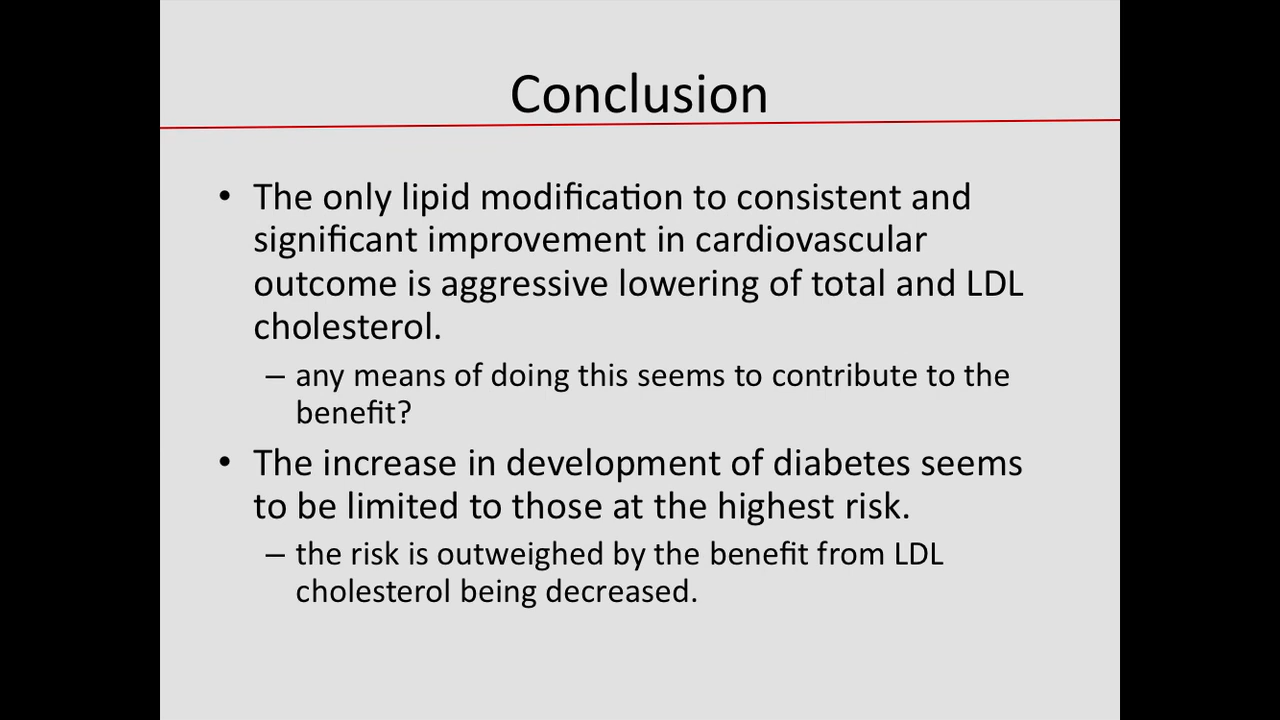 Conclusion
• The only lipid modification to consistent and
significant improvement in cardiovascular
outcome is aggressive lowering of total and LDL
cholesterol.
– any means of doing this seems to contribute to the
benefit?
• The increase in development of diabetes seems
to be limited to those at the highest risk.
– the risk is outweighed by the benefit from LDL
cholesterol being decreased.